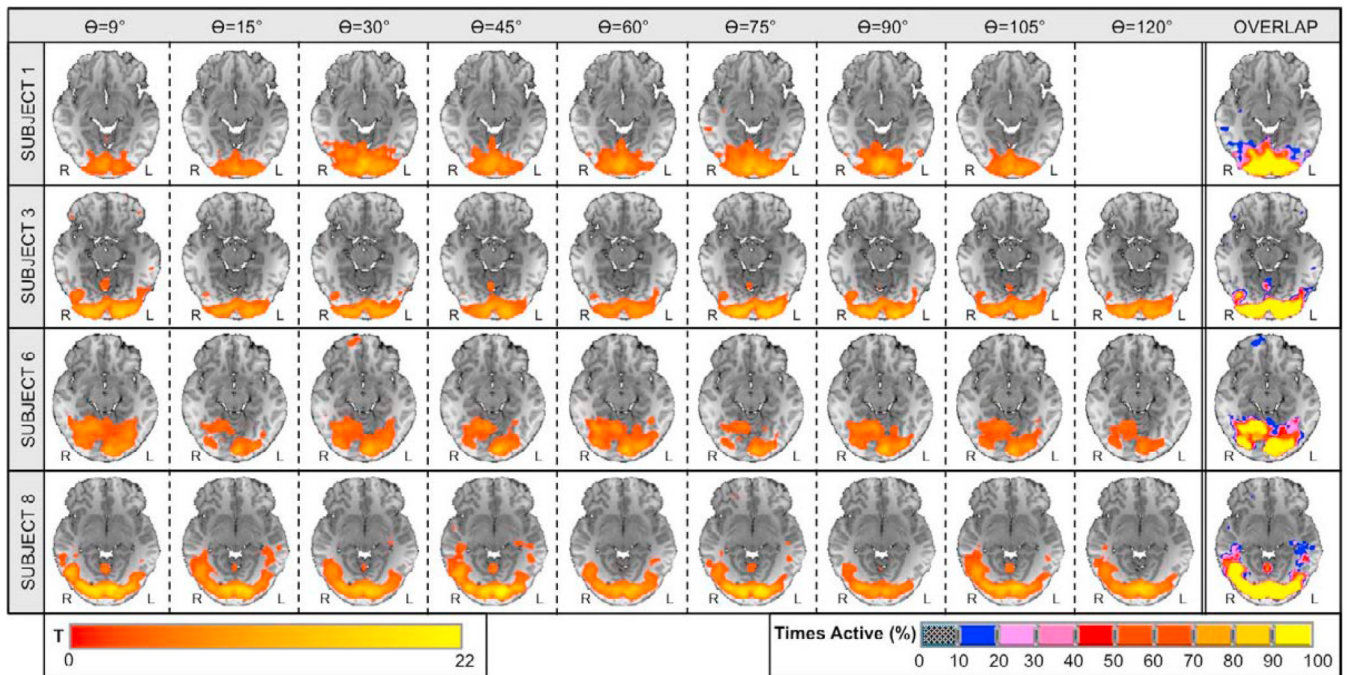 Θ=9° Θ=15° Θ=30° Θ=45° Θ=60° Θ=75° Θ=90° Θ=105° Θ=120° OVERLAP
SUBJECT 1
R L R L R L R L R L R L R L R L R L
SUBJECT 3
R L R L R L R L R L R L R L R L R L R L
SUBJECT 6
R L R L R L R L R L R L R L R L R L R L
SUBJECT 8
R L R L R L R L R L R L R L R L R L R L
T
0 22
Times Active (%)
0 10 20 30 40 50 60 70 80 90 100